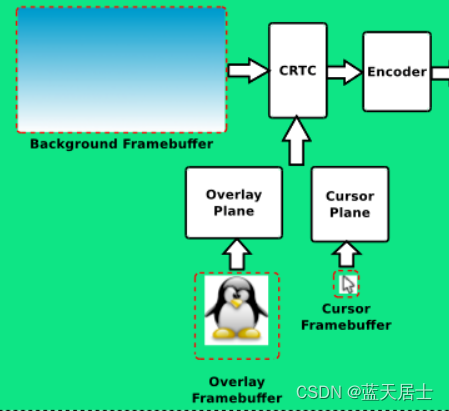 CRTC
Encoder
Background Framebuffer
Overlay
Plane
Cursor
Plane
Cursor
Framebuffer
Overlay
Framebuffer
CSDN @蓝天居士